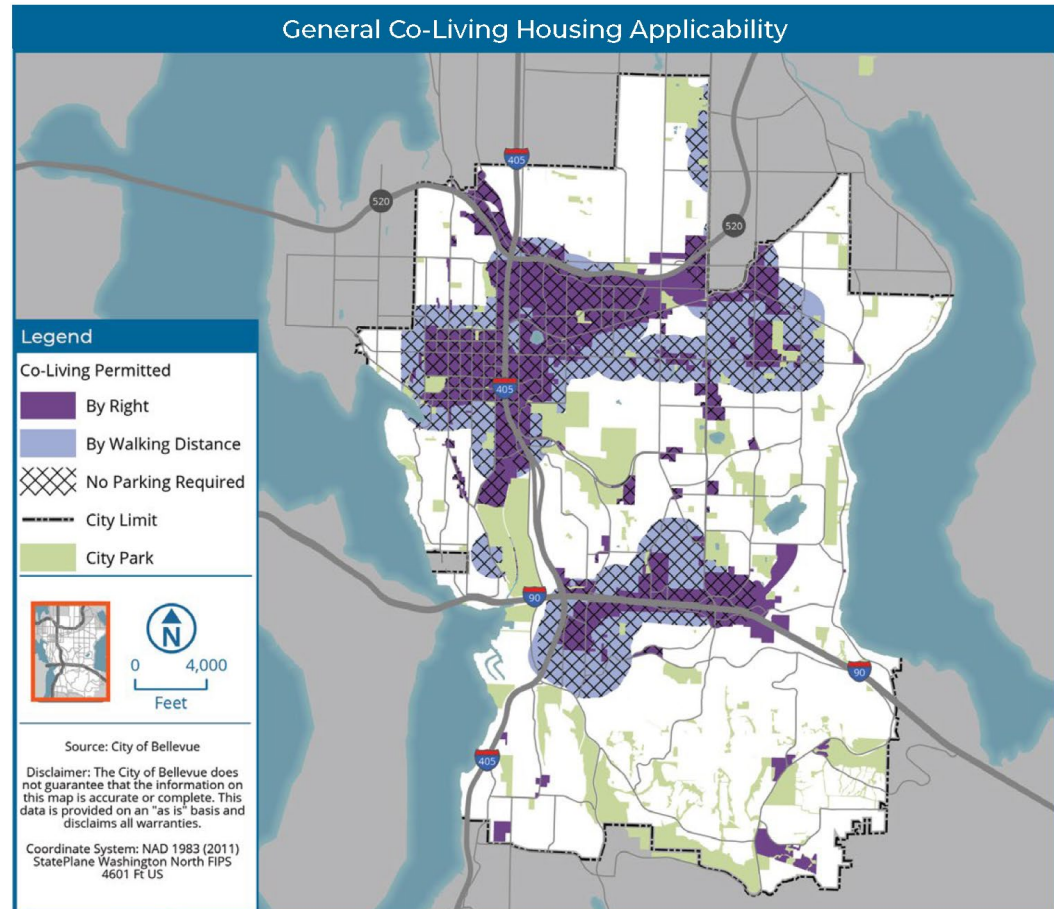 General Co-Living Housing Applicability
405
520
520
405
90
90
405
Legend
Co-Living Permitted
By Right
By Walking Distance
No Parking Required
City Limit
City Park
N
0 4,000
Feet
Source: City of Bellevue
Disclaimer: The City of Bellevue does
not guarantee that the information on
this map is accurate or complete. This
data is provided on an "as is" basis and
disclaims all warranties.
Coordinate System: NAD 1983 (2011)
StatePlane Washington North FIPS
4601 Ft US